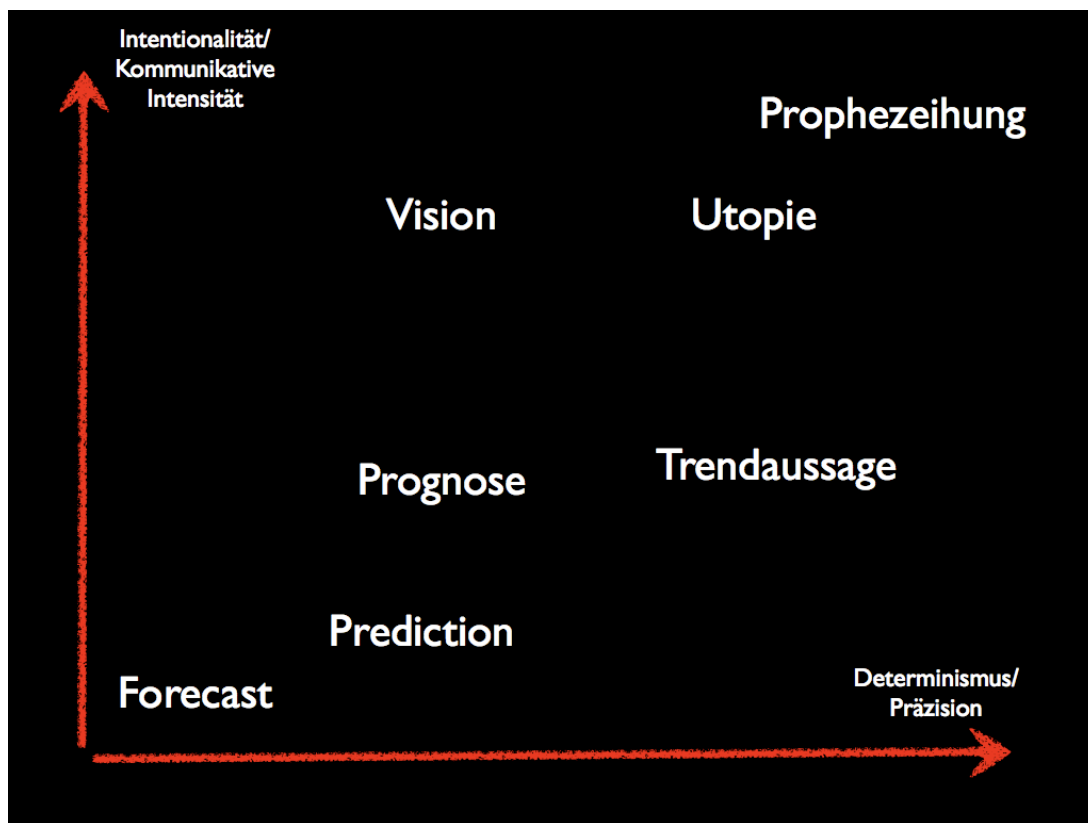 Intentionalität/
Kommunikative
Intensität
Prophezeihung
Vision
Utopie
Prognose
Trendaussage
Prediction
Forecast
Determinismus/
Präzision